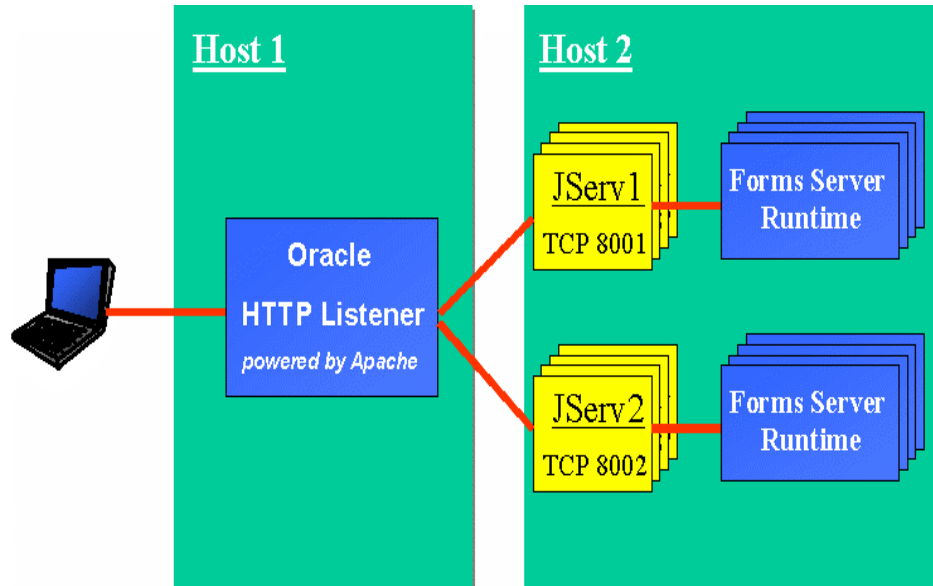 Host 1
Host 2
Oracle
HTTP Listener
powered by Apache
JServ1
TCP 8001
Forms Server
Runtime
JServ2
TCP 8002
Forms Server
Runtime